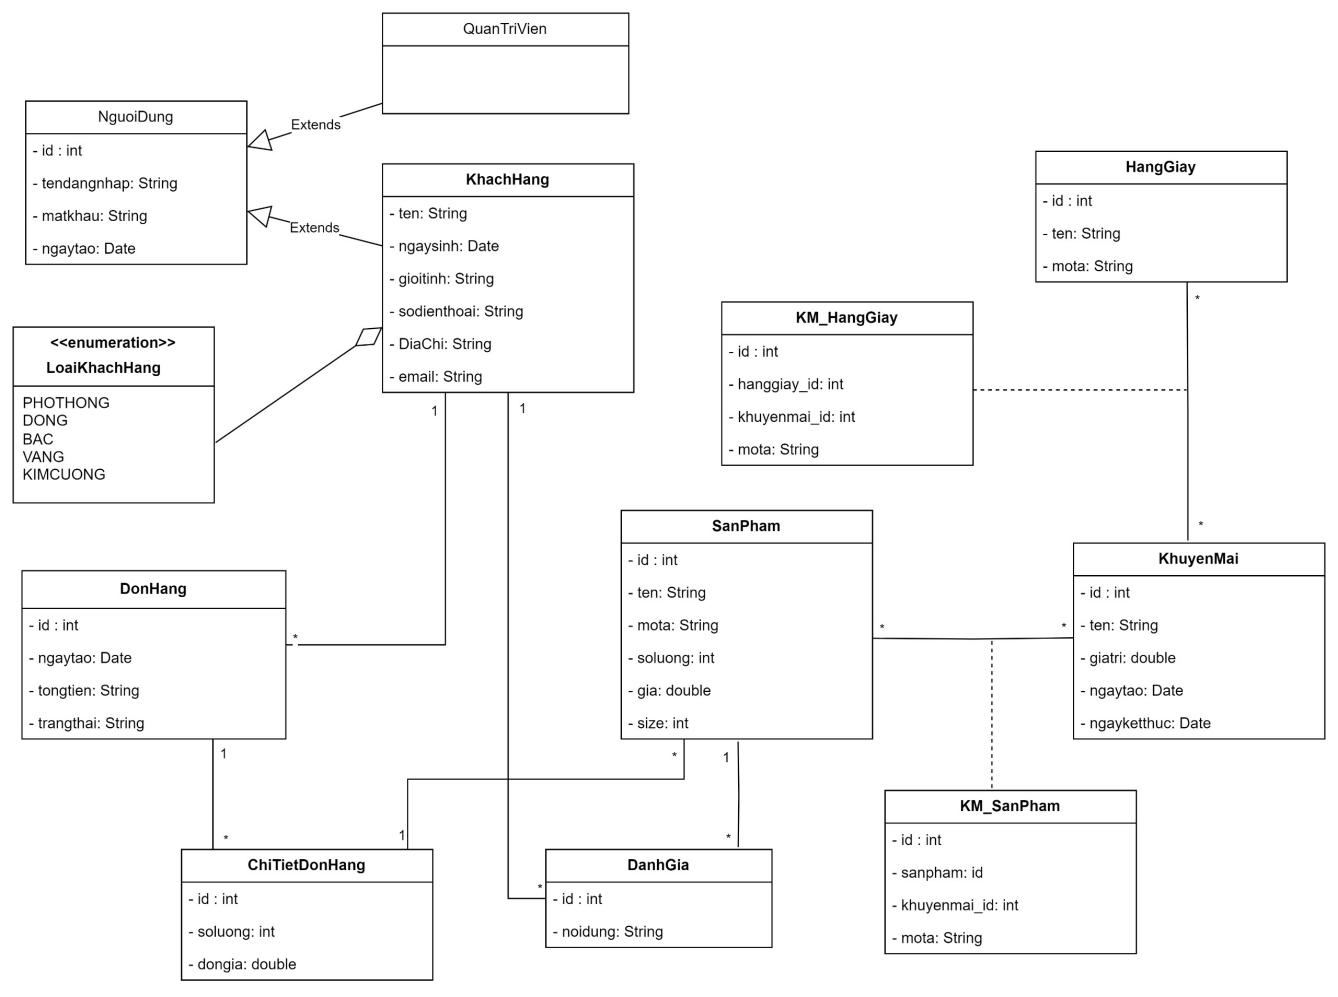 QuanTriVien
NguoiDung
- id : int
- tendangnhap: String
- matkhau: String
- ngaytao: Date
Extends
Extends
KhachHang
- ten: String
- ngaysinh: Date
- gioitinh: String
- sodienthoai: String
- DiaChi: String
- email: String
HangGiay
- id : int
- ten: String
- mota: String
<<enumeration>>
LoaiKhachHang
PHOTHONG
DONG
BAC
VANG
KIMCUONG
KM_HangGiay
- id : int
- hanggiay_id: int
- khuyenmai_id: int
- mota: String
*
*
1
1
SanPham
- id : int
- ten: String
- mota: String
- soluong: int
- gia: double
- size: int
KhuyenMai
- id : int
- ten: String
- giatri: double
- ngaytao: Date
- ngayketthuc: Date
*
*
DonHang
- id : int
- ngaytao: Date
- tongtien: String
- trangthai: String
*
1
*
*
1
1
*
*
ChiTietDonHang
- id : int
- soluong: int
- dongia: double
DanhGia
- id : int
- noidung: String
KM_SanPham
- id : int
- sanpham: id
- khuyenmai_id: int
- mota: String